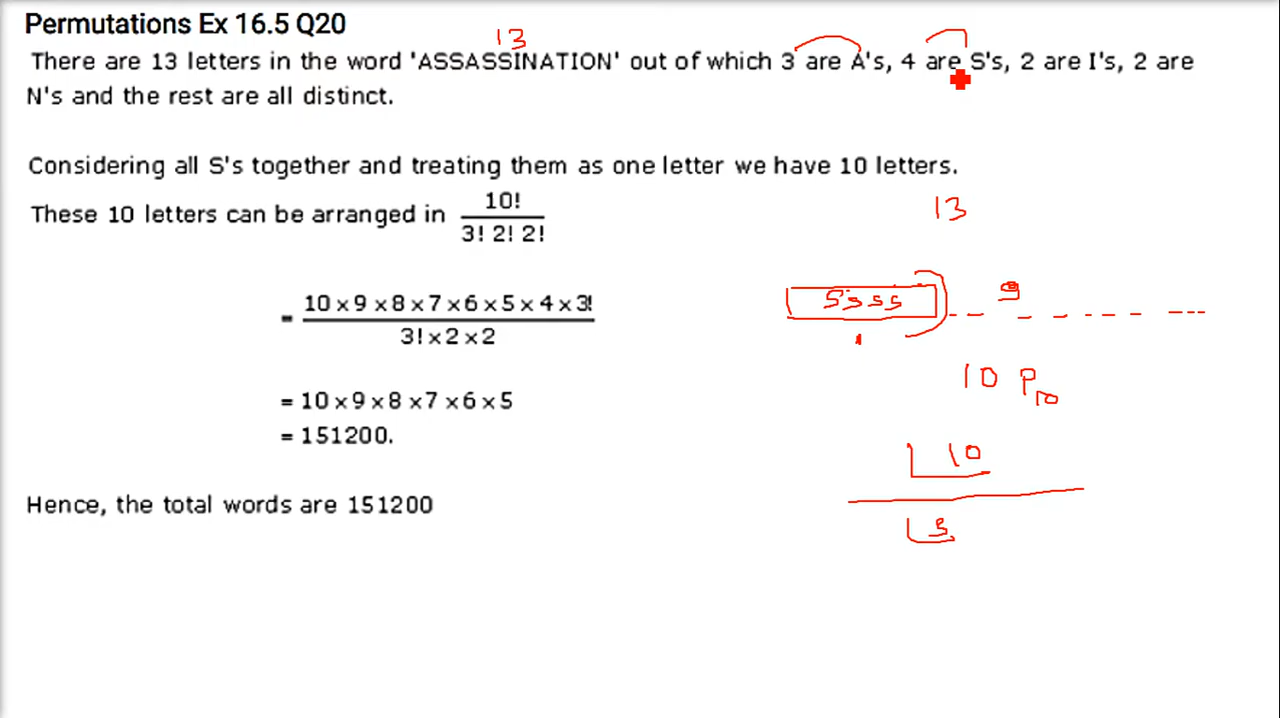 Permutations Ex 16.5 Q20
13
There are 13 letters in the word 'ASSASSINATION' out of which 3 are A's, 4 are S's, 2 are I's, 2 are
N's and the rest are all distinct.
Considering all S's together and treating them as one letter we have 10 letters.
These 10 letters can be arranged in 10! / 3! 2! 2!
13
= 10×9×8×7×6×5×4×3! / 3!×2×2
SSSS
9
1
10 P10
= 10×9×8×7×6×5
= 151200.
10
3
Hence, the total words are 151200